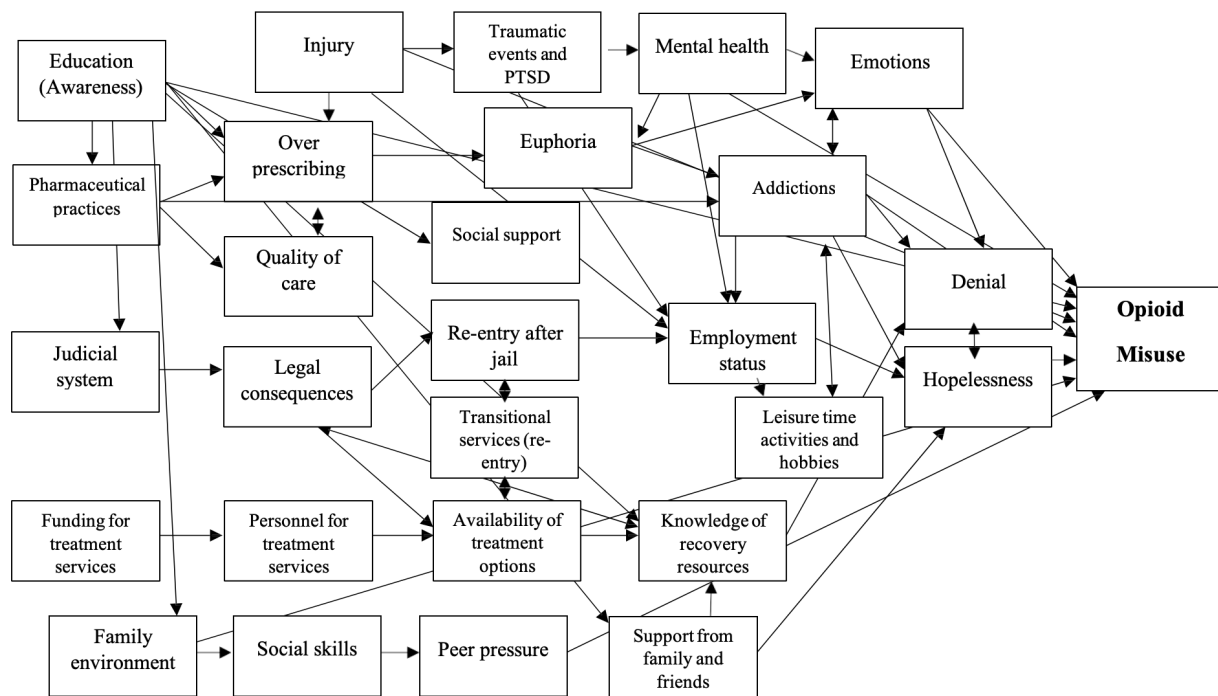 Education
(Awareness)
Injury
Traumatic
events and
PTSD
Mental health
Emotions
Pharmaceutical
practices
Over
prescribing
Euphoria
Addictions
Quality of
care
Social support
Denial
Opioid
Misuse
Judicial
system
Legal
consequences
Re-entry after
jail
Employment
status
Hopelessness
Transitional
services (re-
entry)
Leisure time
activities and
hobbies
Funding for
treatment
services
Personnel for
treatment
services
Availability of
treatment
options
Knowledge of
recovery
resources
Family
environment
Social skills
Peer pressure
Support from
family and
friends